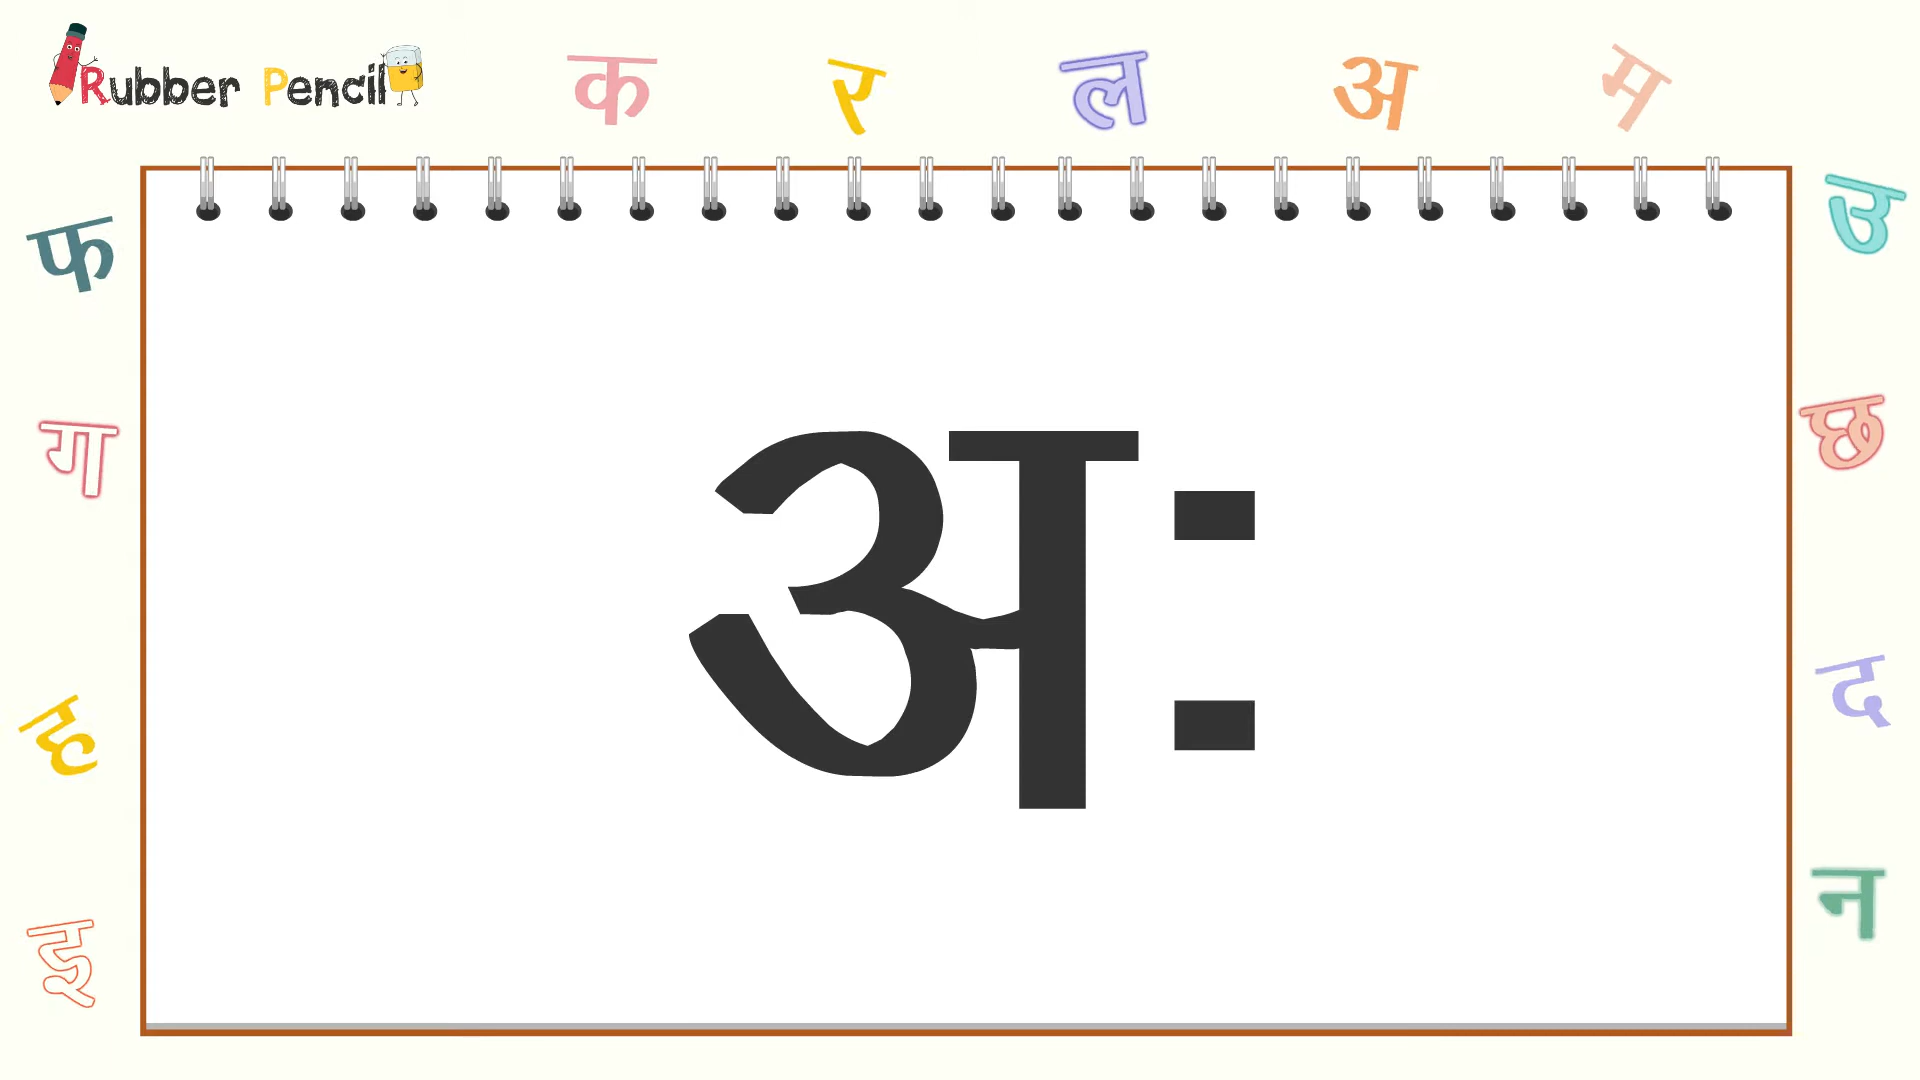 Rubber Pencil
क र ल अ म
फ उ
ग छ
अः
ह द
इ न